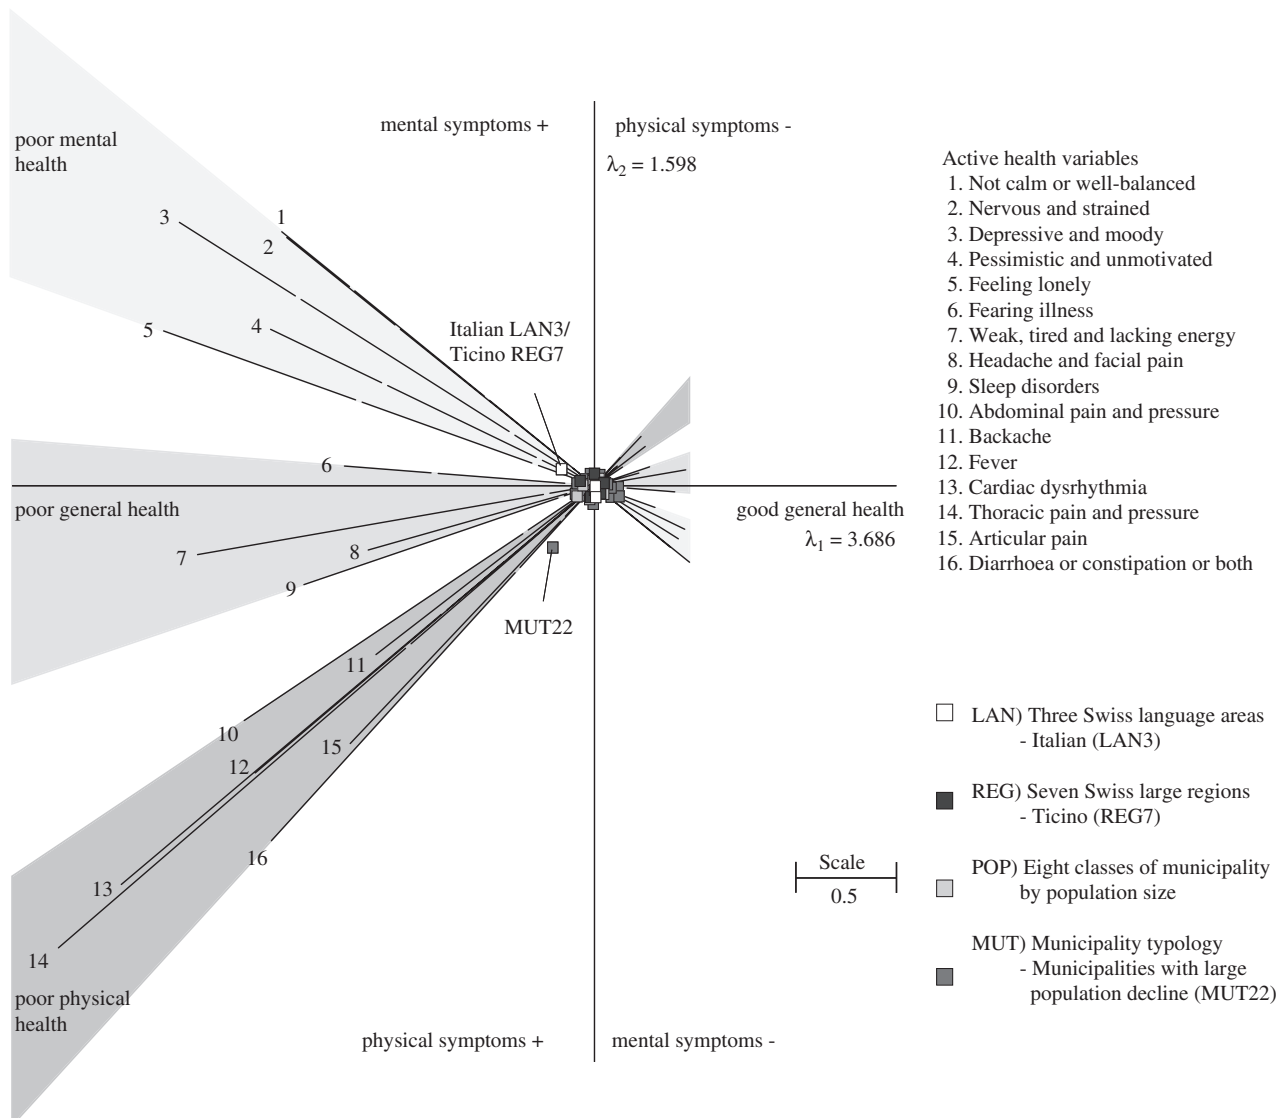 mental symptoms +
physical symptoms -
λ2 = 1.598
poor mental
health
Active health variables
1. Not calm or well-balanced
2. Nervous and strained
3. Depressive and moody
4. Pessimistic and unmotivated
5. Feeling lonely
6. Fearing illness
7. Weak, tired and lacking energy
8. Headache and facial pain
9. Sleep disorders
10. Abdominal pain and pressure
11. Backache
12. Fever
13. Cardiac dysrhythmia
14. Thoracic pain and pressure
15. Articular pain
16. Diarrhoea or constipation or both
3
1
2
5
4
Italian LAN3/
Ticino REG7
6
poor general health
good general health
λ1 = 3.686
7
8
9
MUT22
11
10
15
12
16
13
14
poor physical
health
physical symptoms +
mental symptoms -
Scale
0.5
LAN) Three Swiss language areas
- Italian (LAN3)
REG) Seven Swiss large regions
- Ticino (REG7)
POP) Eight classes of municipality
by population size
MUT) Municipality typology
- Municipalities with large
population decline (MUT22)